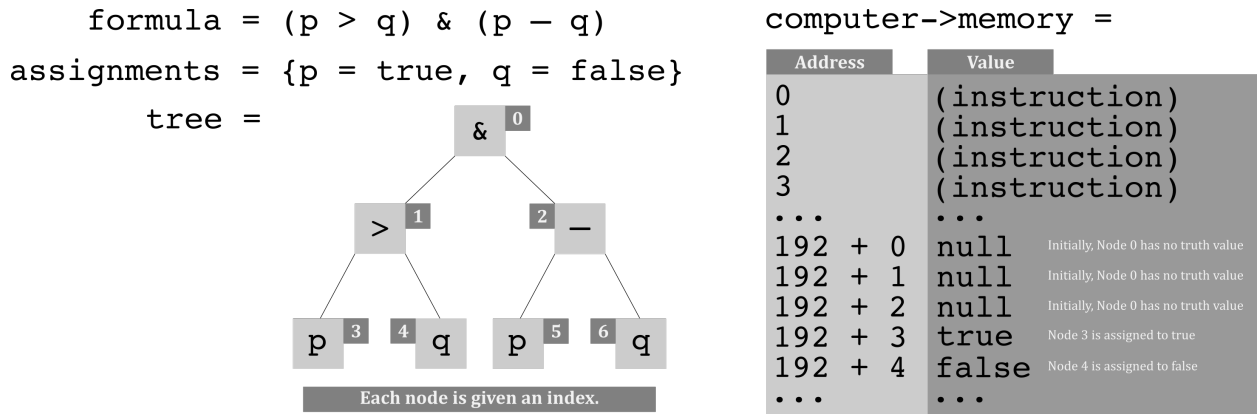 formula = (p > q) & (p — q)
assignments = {p = true, q = false}
tree =
& 0
> 1
2 —
p 3
4 q
p 5
6 q
Each node is given an index.
computer->memory =
Address Value
0 (instruction)
1 (instruction)
2 (instruction)
3 (instruction)
... ...
192 + 0 null Initially, Node 0 has no truth value
192 + 1 null Initially, Node 0 has no truth value
192 + 2 null Initially, Node 0 has no truth value
192 + 3 true Node 3 is assigned to true
192 + 4 false Node 4 is assigned to false
... ...